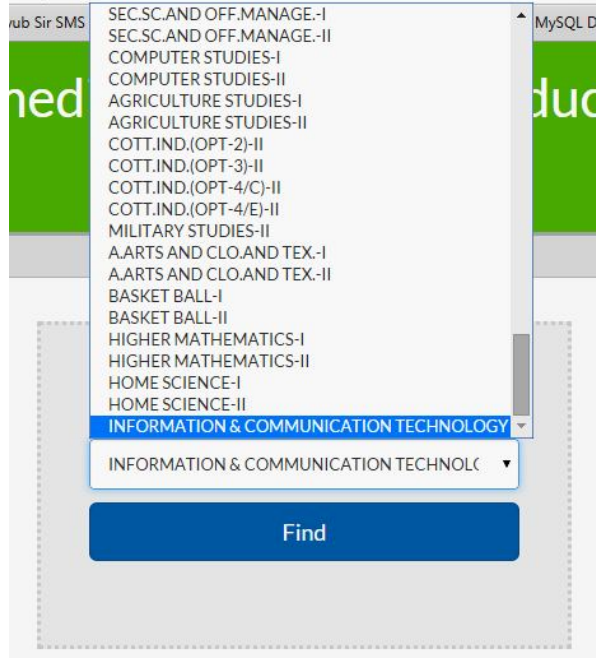 SEC.SC.AND OFF.MANAGE.-I
vub Sir SMS
MySQL D
SEC.SC.AND OFF.MANAGE.-II
COMPUTER STUDIES-I
COMPUTER STUDIES-II
AGRICULTURE STUDIES-I
AGRICULTURE STUDIES-II
COTT.IND.(OPT-2)-II
COTT.IND.(OPT-3)-II
COTT.IND.(OPT-4/C)-II
COTT.IND.(OPT-4/E)-II
MILITARY STUDIES-II
A.ARTS AND CLO.AND TEX.-I
A.ARTS AND CLO.AND TEX.-II
BASKET BALL-I
BASKET BALL-II
HIGHER MATHEMATICS-I
HIGHER MATHEMATICS-II
HOME SCIENCE-I
HOME SCIENCE-II
INFORMATION & COMMUNICATION TECHNOLOGY
INFORMATION & COMMUNICATION TECHNOL
Find